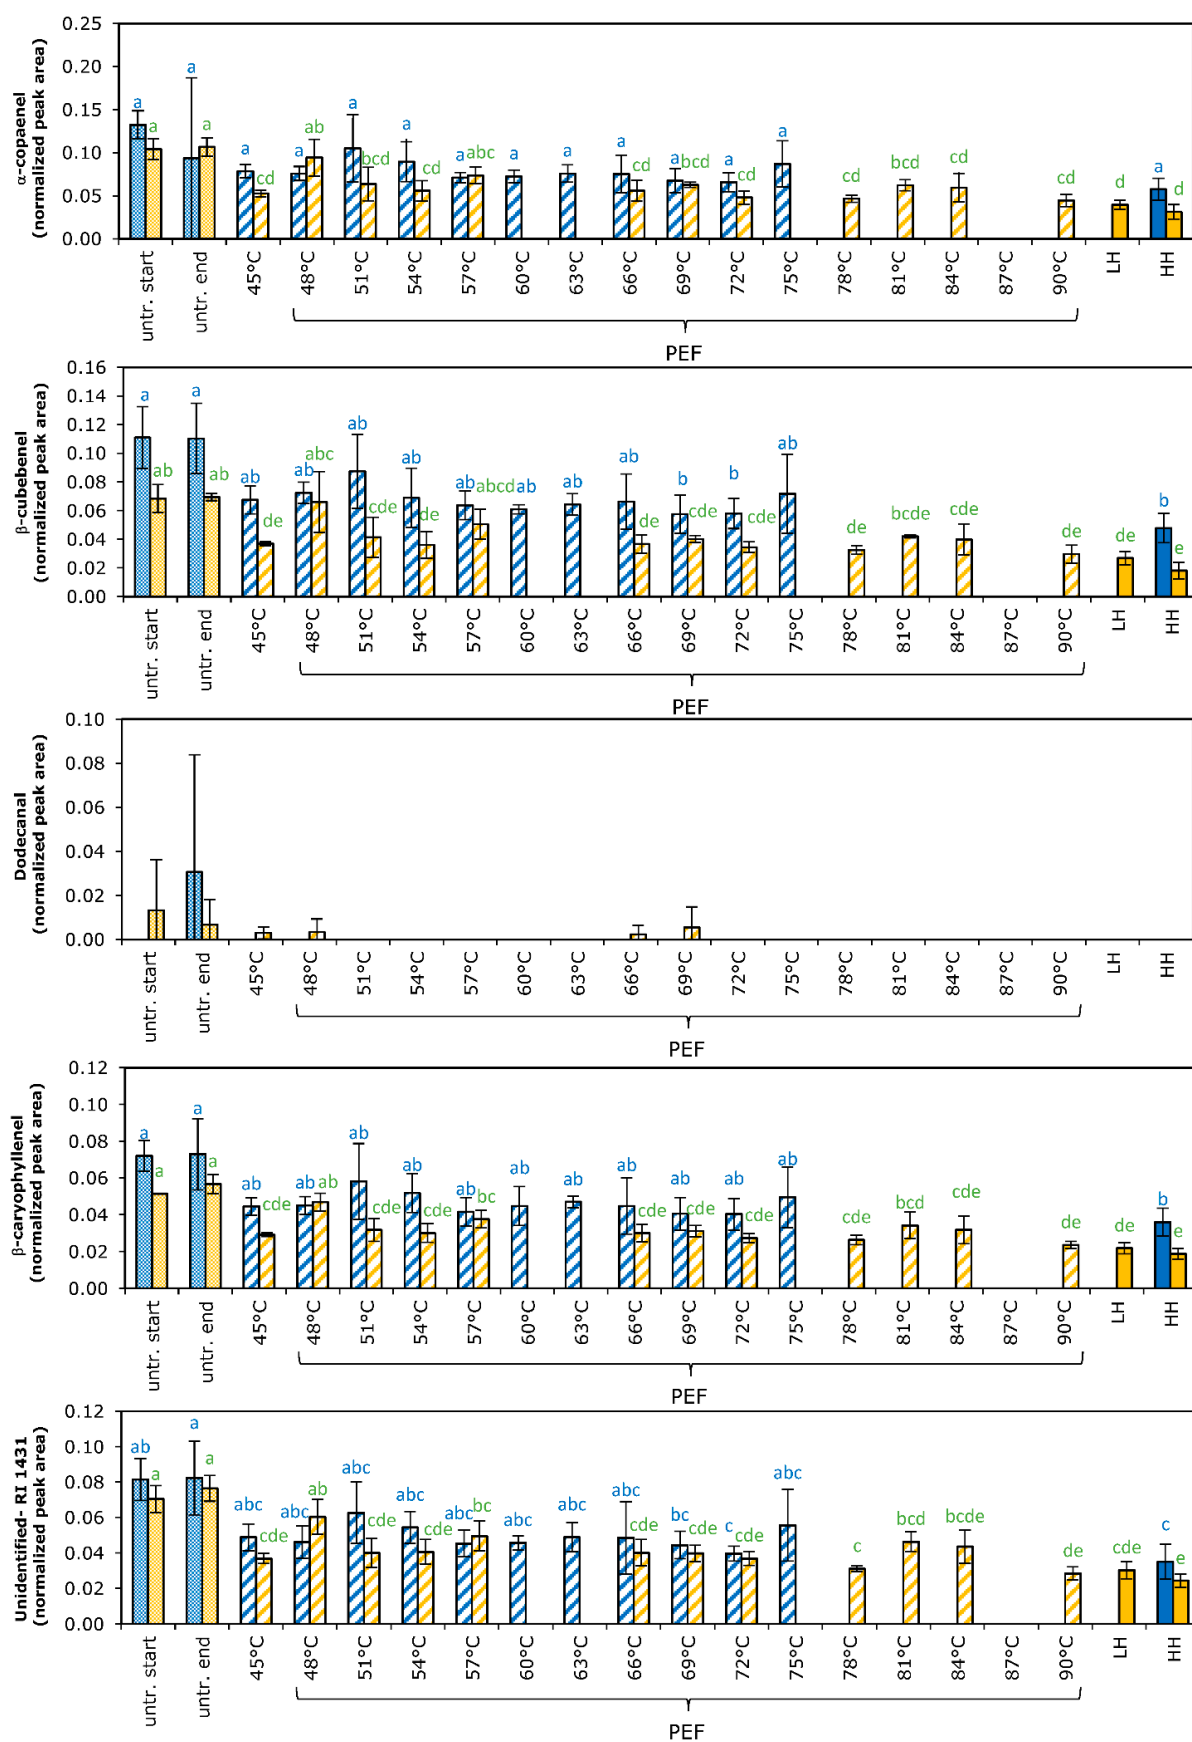 α-copaenel
(normalized peak area)
0.25
0.20
0.15
0.10
0.05
0.00
a a a a a cd a ab a bcd a cd a abc a a a cd a bcd a cd a cd bcd cd cd d a d
untr. start untr. end 45°C 48°C 51°C 54°C 57°C 60°C 63°C 66°C 69°C 72°C 75°C 78°C 81°C 84°C 87°C 90°C LH HH
PEF
β-cubebenel
(normalized peak area)
0.16
0.14
0.12
0.10
0.08
0.06
0.04
0.02
0.00
a ab a ab ab de ab abc ab cde ab de ab abcd ab ab ab de b cde b cde ab de bcde cde de de b e
untr. start untr. end 45°C 48°C 51°C 54°C 57°C 60°C 63°C 66°C 69°C 72°C 75°C 78°C 81°C 84°C 87°C 90°C LH HH
PEF
Dodecanal
(normalized peak area)
0.10
0.08
0.06
0.04
0.02
0.00
untr. start untr. end 45°C 48°C 51°C 54°C 57°C 60°C 63°C 66°C 69°C 72°C 75°C 78°C 81°C 84°C 87°C 90°C LH HH
PEF
β-caryophyllenel
(normalized peak area)
0.12
0.10
0.08
0.06
0.04
0.02
0.00
a a a a ab cde ab ab ab cde ab cde ab bc ab ab ab cde ab cde ab cde ab cde bcd cde de de b e
untr. start untr. end 45°C 48°C 51°C 54°C 57°C 60°C 63°C 66°C 69°C 72°C 75°C 78°C 81°C 84°C 87°C 90°C LH HH
PEF
Unidentified- RI 1431
(normalized peak area)
0.12
0.10
0.08
0.06
0.04
0.02
0.00
ab a a a abc cde abc ab abc cde abc cde abc bc abc abc abc cde bc cde c cde abc c bcd bcde de cde c e
untr. start untr. end 45°C 48°C 51°C 54°C 57°C 60°C 63°C 66°C 69°C 72°C 75°C 78°C 81°C 84°C 87°C 90°C LH HH
PEF